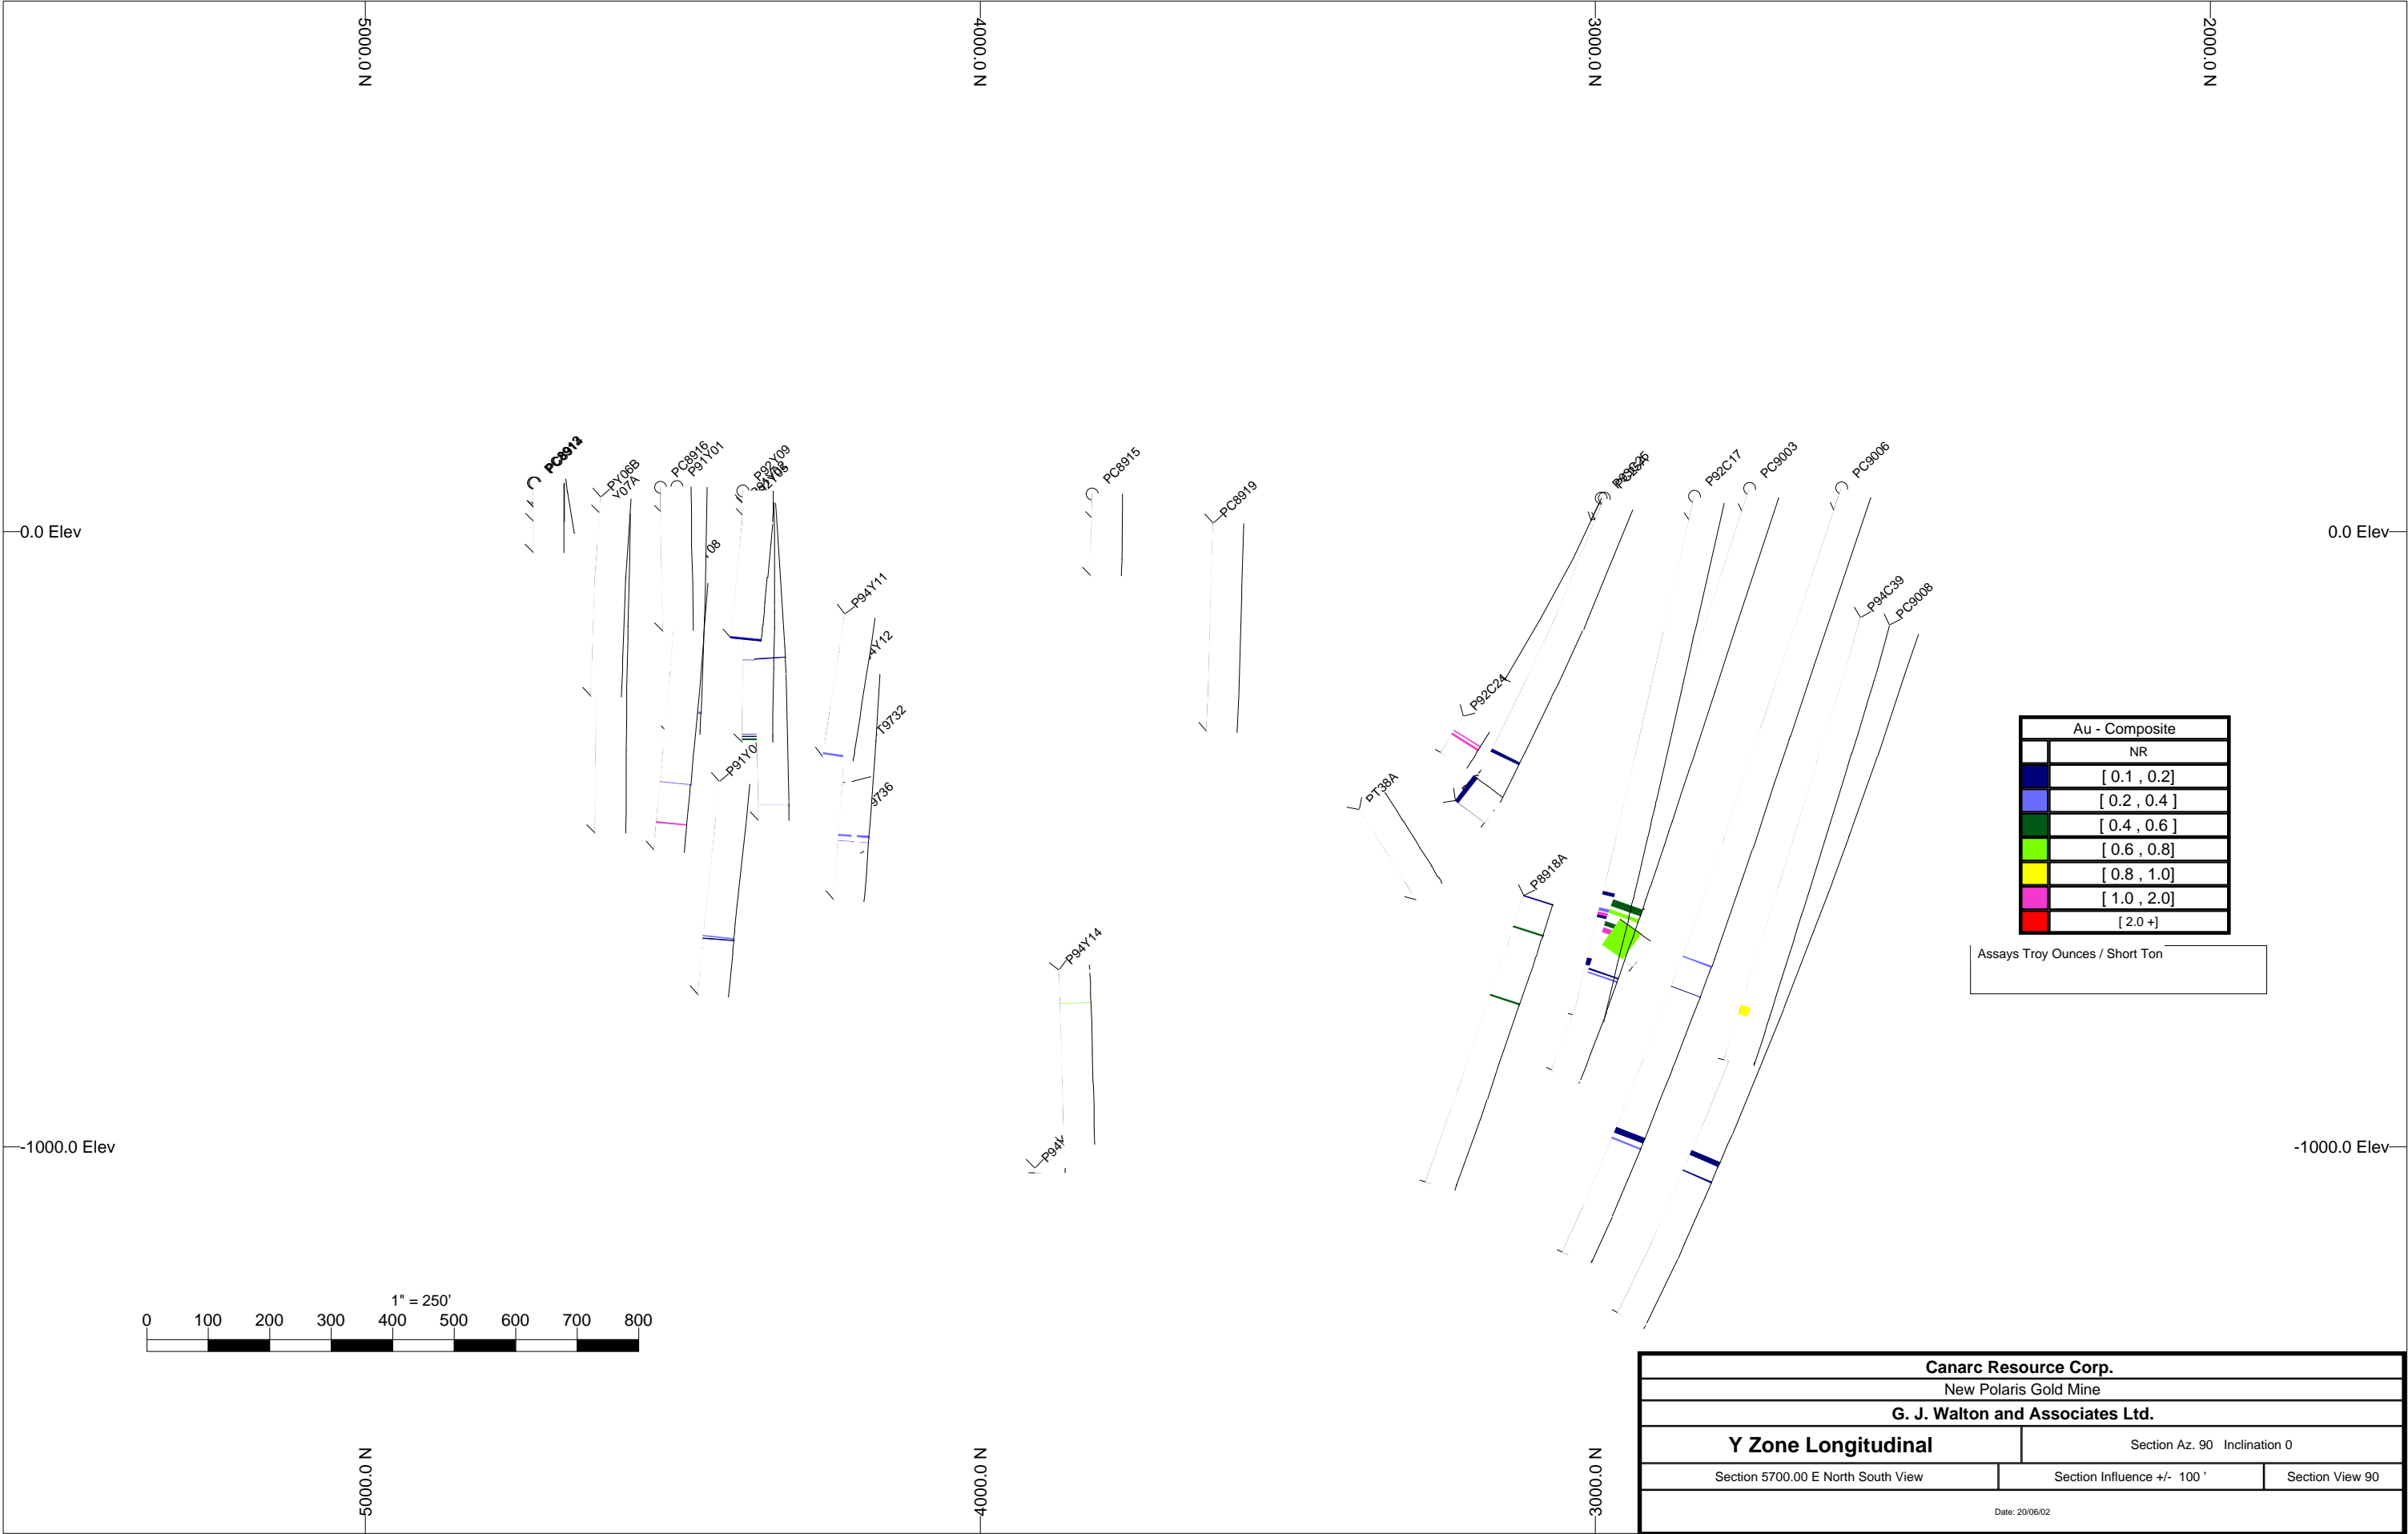 5000.0 N
4000.0 N
3000.0 N
2000.0 N
PY06B
Y07A
PC8916
P91Y01
P92Y09
PC8915
PC8919
P92C17
PC9003
PC9006
0.0 Elev
0.0 Elev
P94Y11
P94C39
PC9008
P92C24
T9732
P91Y0
PT38A
9736
P8918A
P94Y14
Au - Composite
NR
[ 0.1 , 0.2]
[ 0.2 , 0.4 ]
[ 0.4 , 0.6 ]
[ 0.6 , 0.8]
[ 0.8 , 1.0]
[ 1.0 , 2.0]
[ 2.0 +]
Assays Troy Ounces / Short Ton
-1000.0 Elev
-1000.0 Elev
1" = 250'
0 100 200 300 400 500 600 700 800
Canarc Resource Corp.
New Polaris Gold Mine
G. J. Walton and Associates Ltd.
Y Zone Longitudinal
Section Az. 90 Inclination 0
Section 5700.00 E North South View
Section Influence +/- 100 '
Section View 90
Date: 20/06/02
5000.0 N
4000.0 N
3000.0 N